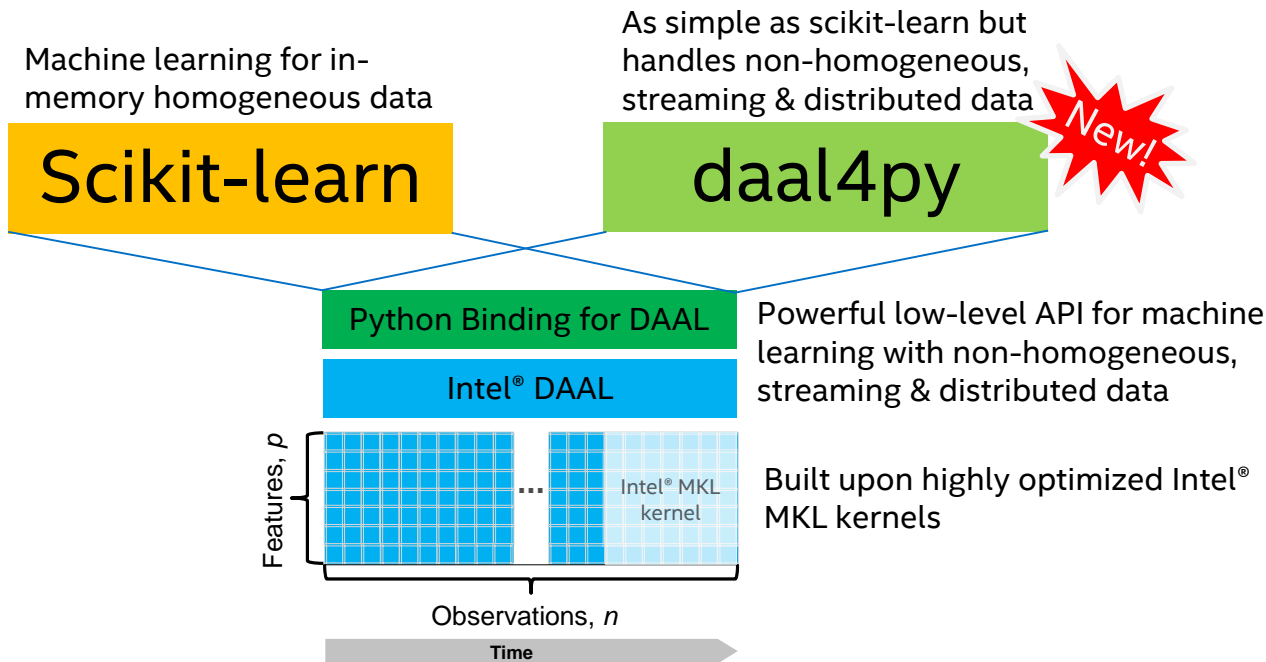 Machine learning for in-
memory homogeneous data
Scikit-learn
As simple as scikit-learn but
handles non-homogeneous,
streaming & distributed data
New!
daal4py
Python Binding for DAAL
Intel® DAAL
Powerful low-level API for machine
learning with non-homogeneous,
streaming & distributed data
Features, p
...
Intel® MKL
kernel
Built upon highly optimized Intel®
MKL kernels
Observations, n
Time